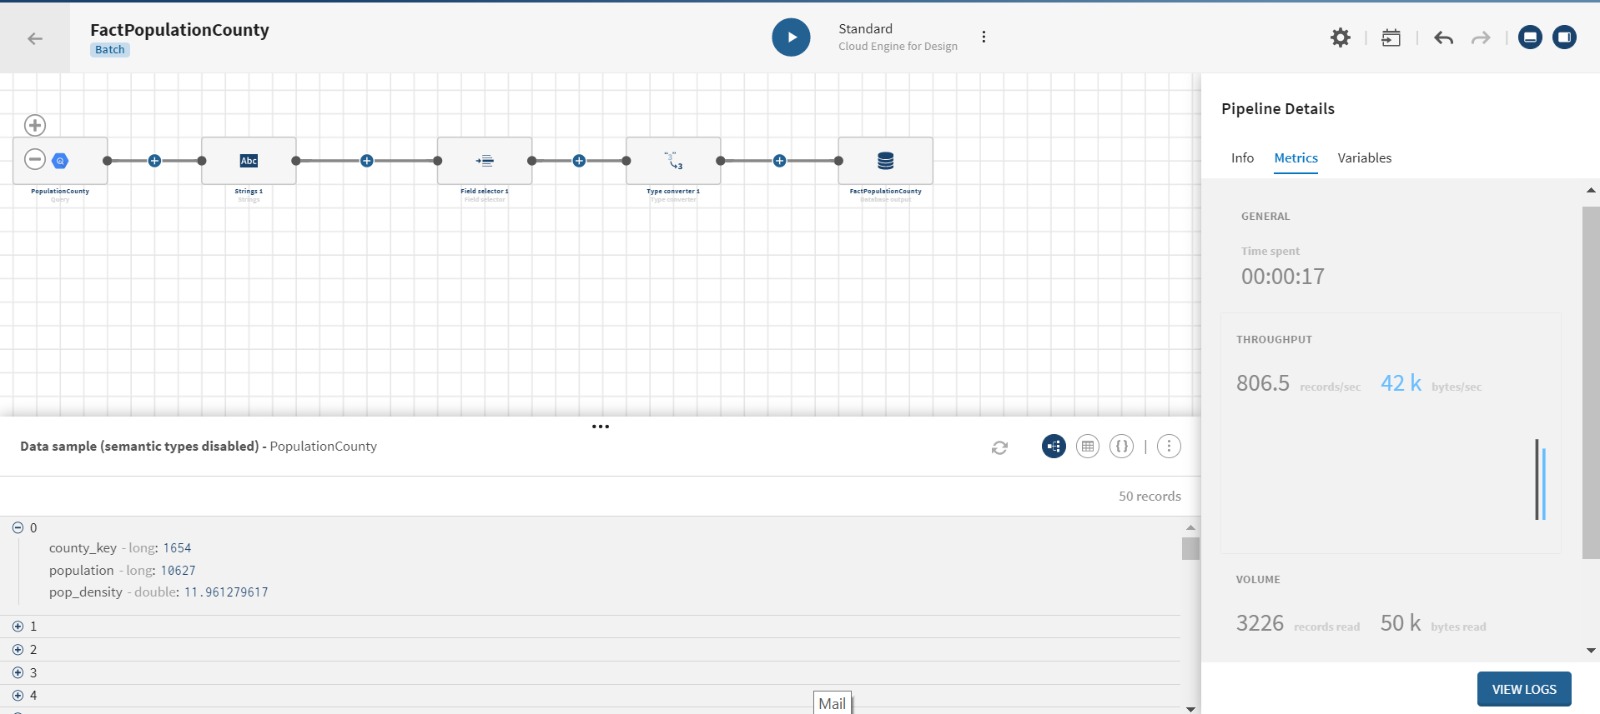 FactPopulationCounty
Batch
Standard
Cloud Engine for Design
Abc
"3"
3
PopulationCounty
Query
Strings 1
Strings
Field selector 1
Field selector
Type converter 1
Type converter
FactPopulationCounty
Database output
Pipeline Details
Info Metrics Variables
GENERAL
Time spent
00:00:17
THROUGHPUT
806.5 records/sec 42 k bytes/sec
VOLUME
3226 records read 50 k bytes read
VIEW LOGS
Data sample (semantic types disabled) - PopulationCounty
{}
50 records
0
county_key - long: 1654
population - long: 10627
pop_density - double: 11.961279617
1
2
3
4
Mail